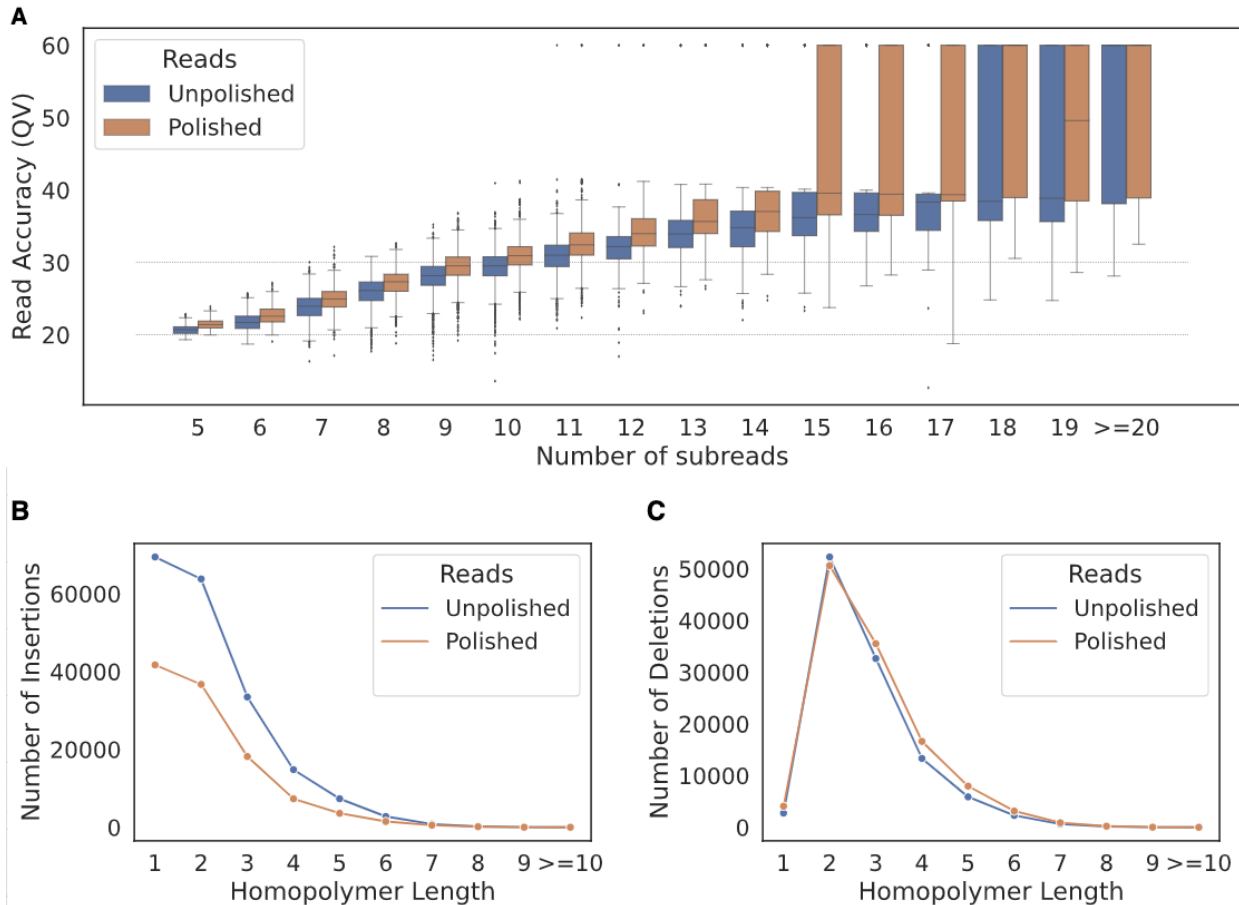 A
Read Accuracy (QV)
60
50
40
30
20
Reads
Unpolished
Polished
5 6 7 8 9 10 11 12 13 14 15 16 17 18 19 >=20
Number of subreads
B
Number of Insertions
60000
40000
20000
0
Reads
Unpolished
Polished
1 2 3 4 5 6 7 8 9 >=10
Homopolymer Length
C
Number of Deletions
50000
40000
30000
20000
10000
0
Reads
Unpolished
Polished
1 2 3 4 5 6 7 8 9 >=10
Homopolymer Length